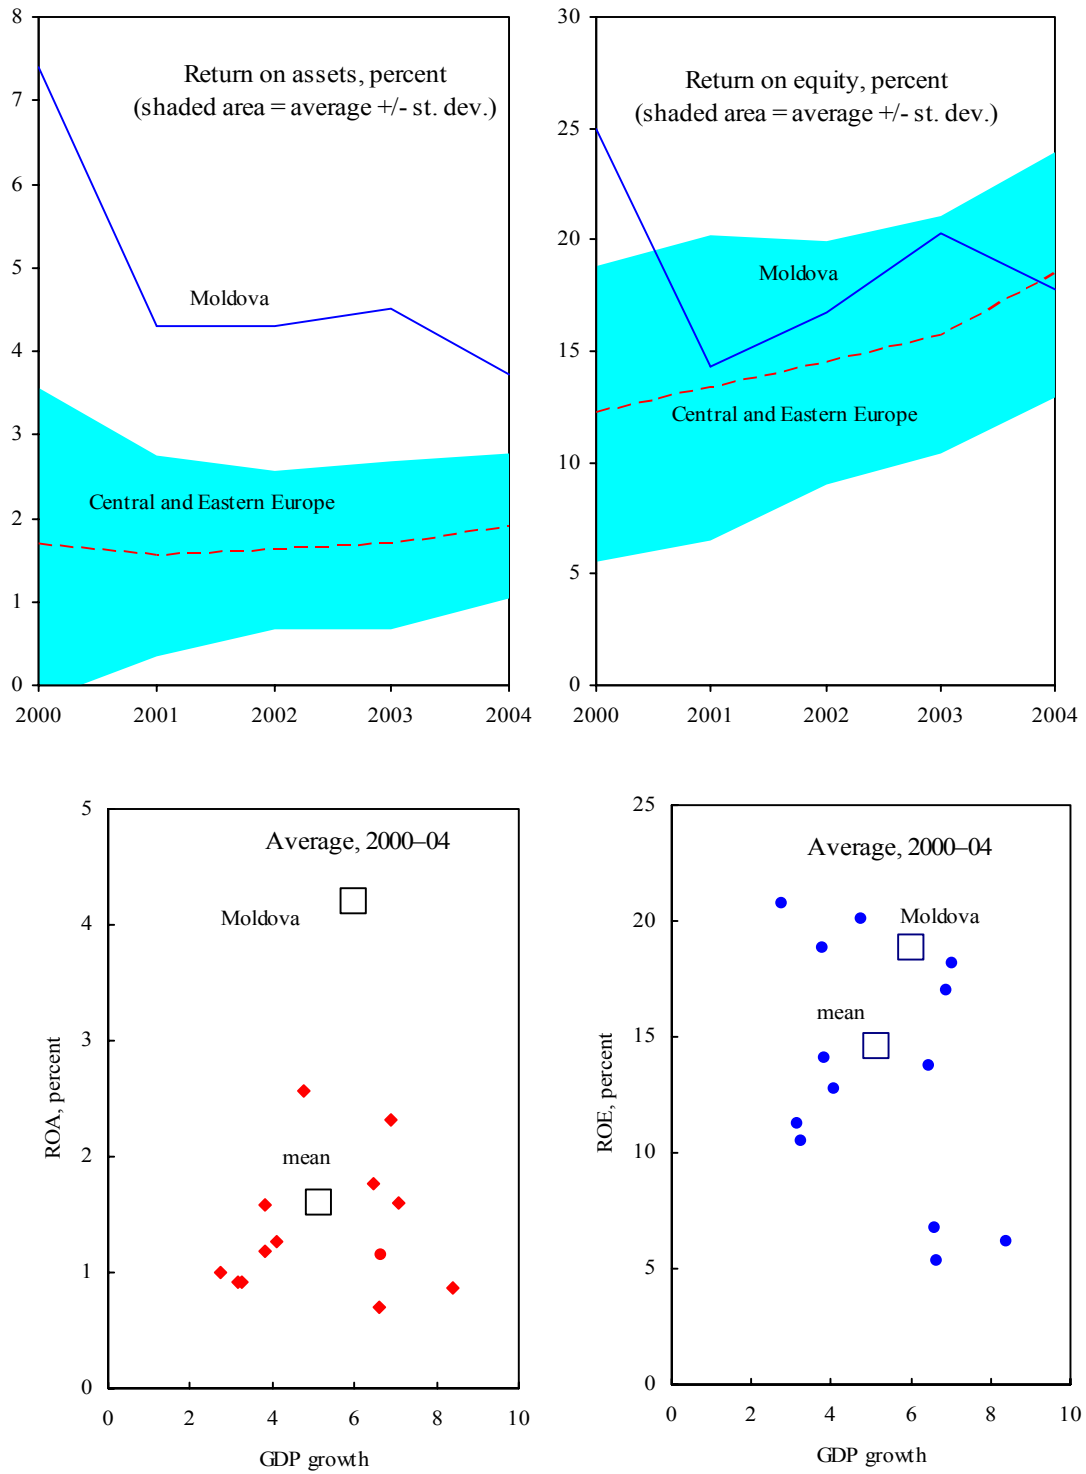 Return on assets, percent
(shaded area = average +/- st. dev.)
8
7
6
5
4
3
2
1
0
Moldova
Central and Eastern Europe
2000
2001
2002
2003
2004
Return on equity, percent
(shaded area = average +/- st. dev.)
30
25
20
15
10
5
0
Moldova
Central and Eastern Europe
2000
2001
2002
2003
2004
Average, 2000–04
5
4
3
2
1
0
ROA, percent
Moldova
mean
0
2
4
6
8
10
GDP growth
Average, 2000–04
25
20
15
10
5
0
ROE, percent
Moldova
mean
0
2
4
6
8
10
GDP growth